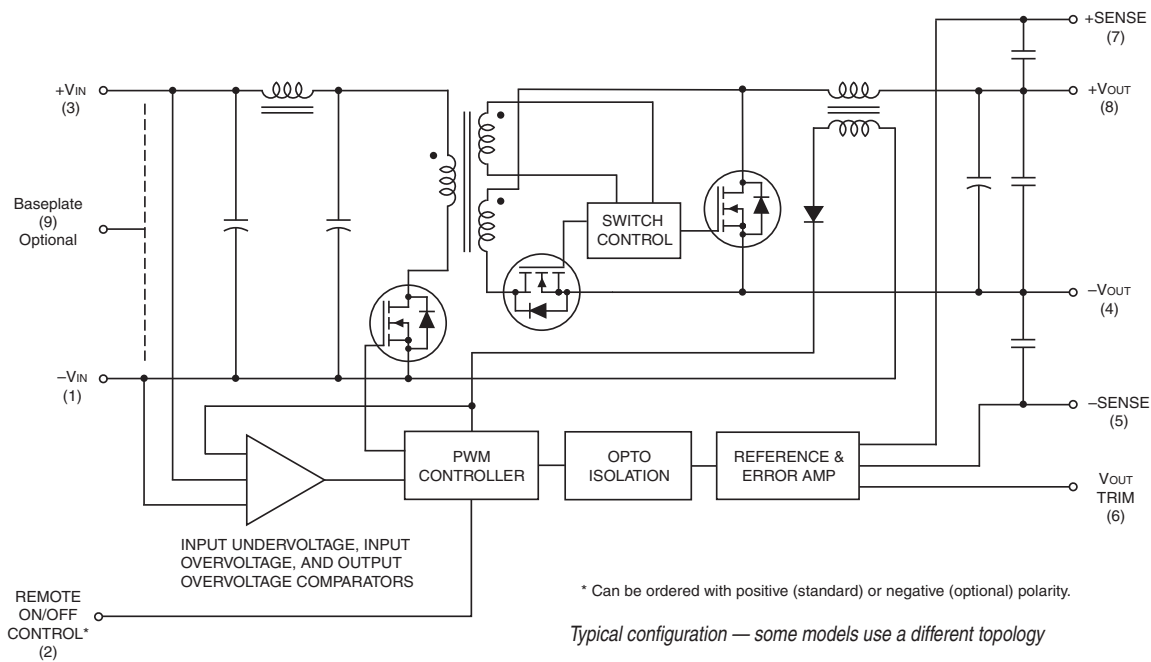 +SENSE
(7)
+VIN
(3)
+VOUT
(8)
Baseplate
(9)
Optional
SWITCH
CONTROL
–VOUT
(4)
–VIN
(1)
–SENSE
(5)
PWM
CONTROLLER
OPTO
ISOLATION
REFERENCE &
ERROR AMP
VOUT
TRIM
(6)
INPUT UNDERVOLTAGE, INPUT
OVERVOLTAGE, AND OUTPUT
OVERVOLTAGE COMPARATORS
REMOTE
ON/OFF
CONTROL*
(2)
* Can be ordered with positive (standard) or negative (optional) polarity.
Typical configuration — some models use a different topology